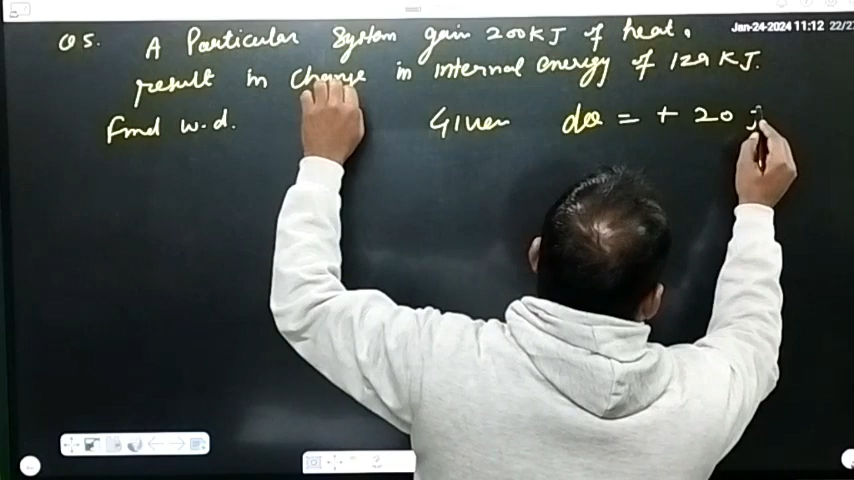 Jan-24-2024 11:12 22/2
Q 5. A Particular System gain 200KJ of heat.
result in Change in internal energy of 129 KJ.
Find w.d. Given dQ = + 20